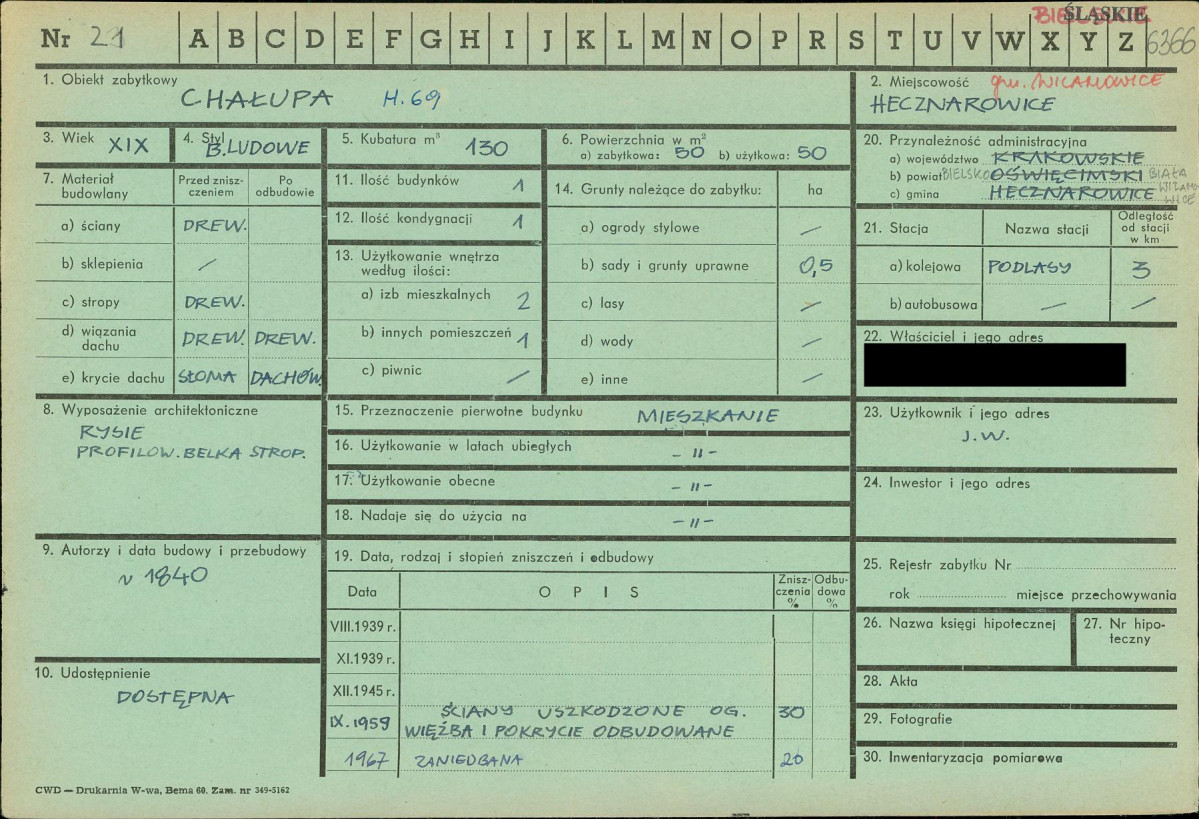 BIELSKIE
ŚLĄSKIE
Nr 21 A B C D E F G H I J K L M N O P R S T U V W X Y Z 6366
1. Obiekt zabytkowy
CHAŁUPA H. 69
2. Miejscowość gm. WILAMOWICE
HECZNAROWICE
3. Wiek XIX
4. Styl
B. LUDOWE
5. Kubatura m³ 130
6. Powierzchnia w m²
a) zabytkowa: 50 b) użytkowa: 50
20. Przynależność administracyjna
a) województwo KRAKOWSKIE
b) powiat OŚWIĘCIMSKI BIELSKO BIAŁA
c) gmina HECZNAROWICE WILAMOWICE
7. Materiał budowlany
Przed zniszczeniem
Po odbudowie
a) ściany DREW.
b) sklepienia /
c) stropy DREW.
d) wiązania dachu DREW. DREW.
e) krycie dachu SŁOMA DACHÓW.
11. Ilość budynków 1
12. Ilość kondygnacji 1
13. Użytkowanie wnętrza według ilości:
a) izb mieszkalnych 2
b) innych pomieszczeń 1
c) piwnic /
14. Grunty należące do zabytku: ha
a) ogrody stylowe /
b) sady i grunty uprawne 0,5
c) lasy /
d) wody /
e) inne /
21. Stacja
Nazwa stacji
Odległość od stacji w km
a) kolejowa PODLASY 3
b) autobusowa — /
22. Właściciel i jego adres
8. Wyposażenie architektoniczne
RYSIE
PROFILOW. BELKA STROP.
15. Przeznaczenie pierwotne budynku MIESZKANIE
16. Użytkowanie w latach ubiegłych - " -
17. Użytkowanie obecne - " -
18. Nadaje się do użycia na - " -
23. Użytkownik i jego adres
J. W.
24. Inwestor i jego adres
9. Autorzy i data budowy i przebudowy
~ 1840
19. Data, rodzaj i stopień zniszczeń i odbudowy
Data
O P I S
Zniszczenia %
Odbudowa %
VIII.1939 r.
XI.1939 r.
XII.1945 r.
IX.1959 ŚCIANY USZKODZONE OG. 30
WIĘŹBA I POKRYCIE ODBUDOWANE
1967 ZANIEDBANA 20
25. Rejestr zabytku Nr
rok miejsce przechowywania
26. Nazwa księgi hipotecznej
27. Nr hipoteczny
28. Akta
29. Fotografie
30. Inwentaryzacja pomiarowa
10. Udostępnienie
DOSTĘPNA
CWD — Drukarnia W-wa, Bema 60. Zam. nr 349-5162